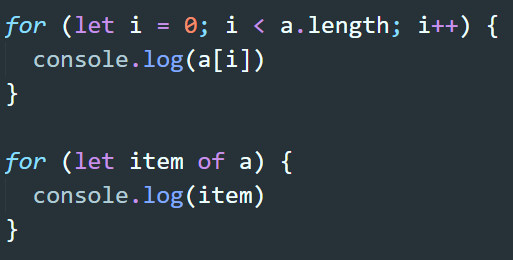 for (let i = 0; i < a.length; i++) {
  console.log(a[i])
}

for (let item of a) {
  console.log(item)
}